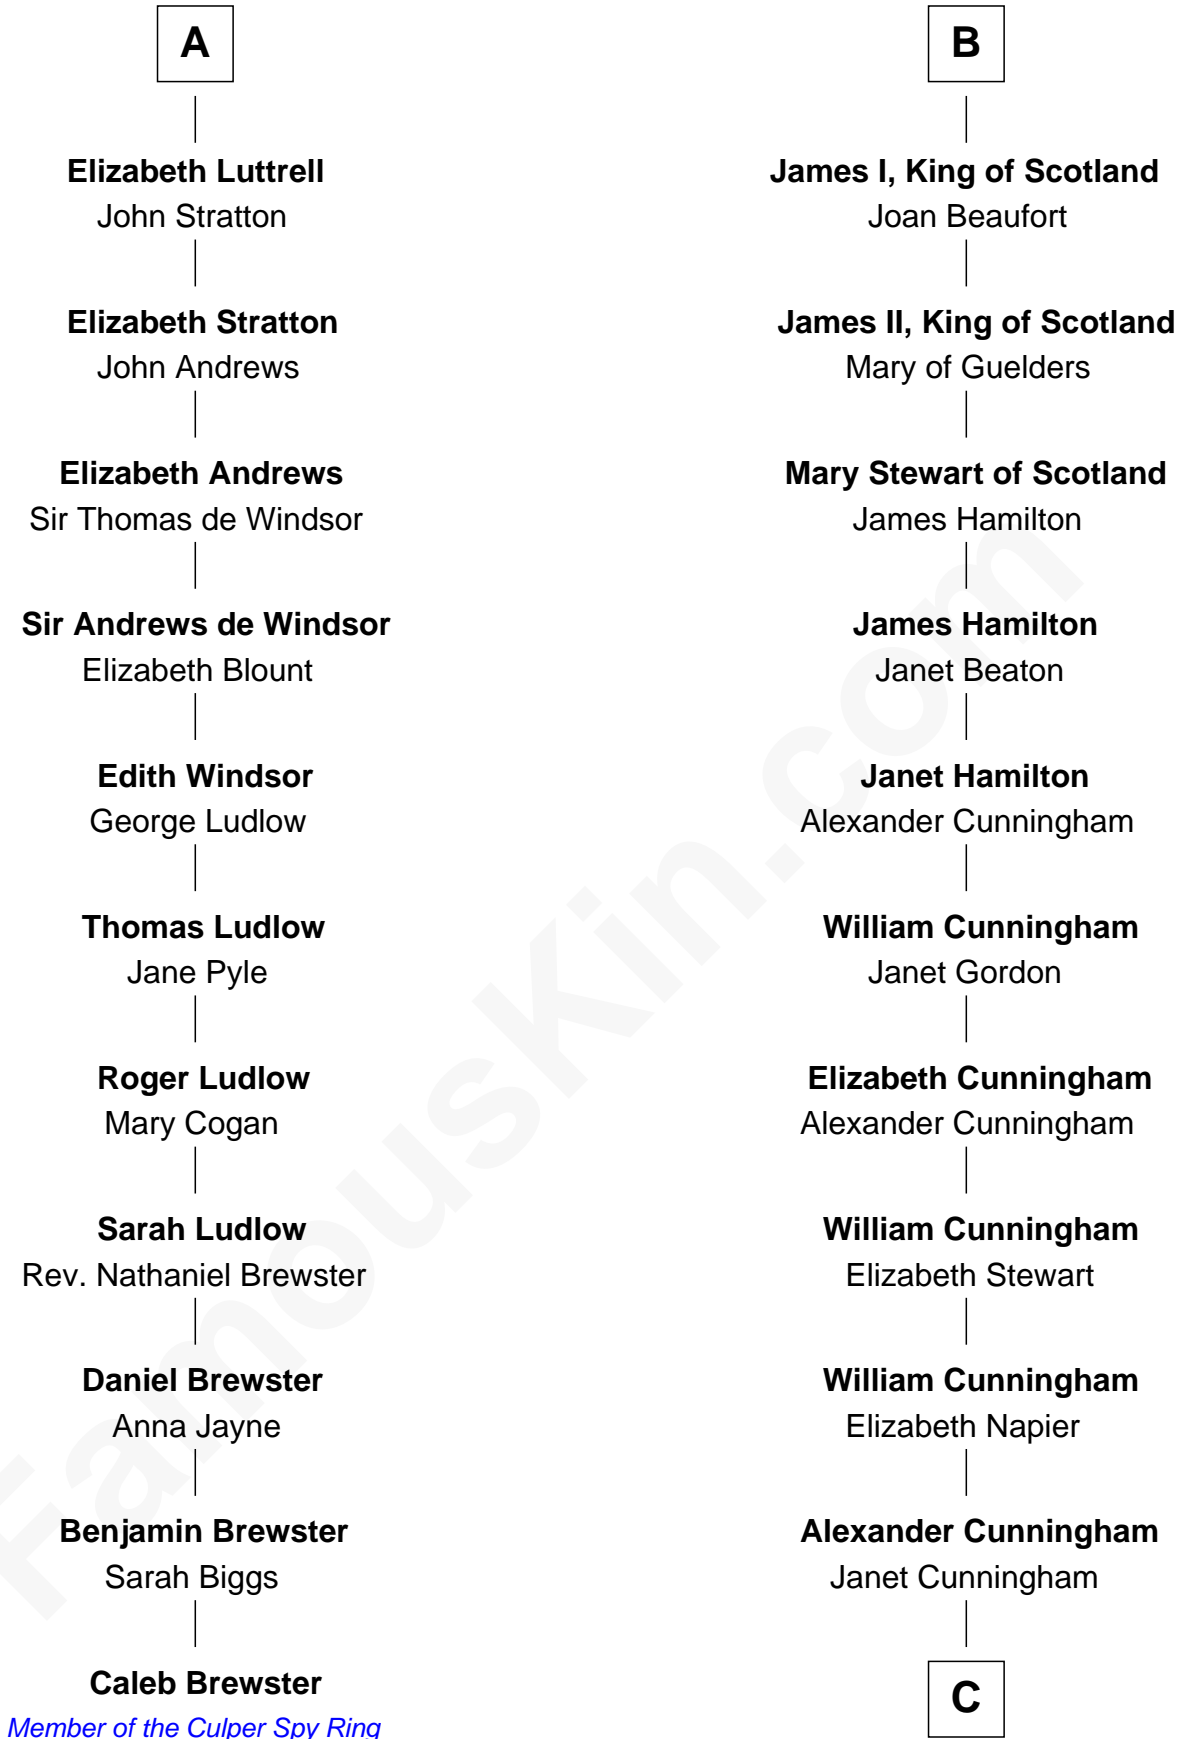 A
Elizabeth Luttrell
John Stratton
Elizabeth Stratton
John Andrews
Elizabeth Andrews
Sir Thomas de Windsor
Sir Andrews de Windsor
Elizabeth Blount
Edith Windsor
George Ludlow
Thomas Ludlow
Jane Pyle
Roger Ludlow
Mary Cogan
Sarah Ludlow
Rev. Nathaniel Brewster
Daniel Brewster
Anna Jayne
Benjamin Brewster
Sarah Biggs
Caleb Brewster
Member of the Culper Spy Ring
B
James I, King of Scotland
Joan Beaufort
James II, King of Scotland
Mary of Guelders
Mary Stewart of Scotland
James Hamilton
James Hamilton
Janet Beaton
Janet Hamilton
Alexander Cunningham
William Cunningham
Janet Gordon
Elizabeth Cunningham
Alexander Cunningham
William Cunningham
Elizabeth Stewart
William Cunningham
Elizabeth Napier
Alexander Cunningham
Janet Cunningham
C
FamousKin.com